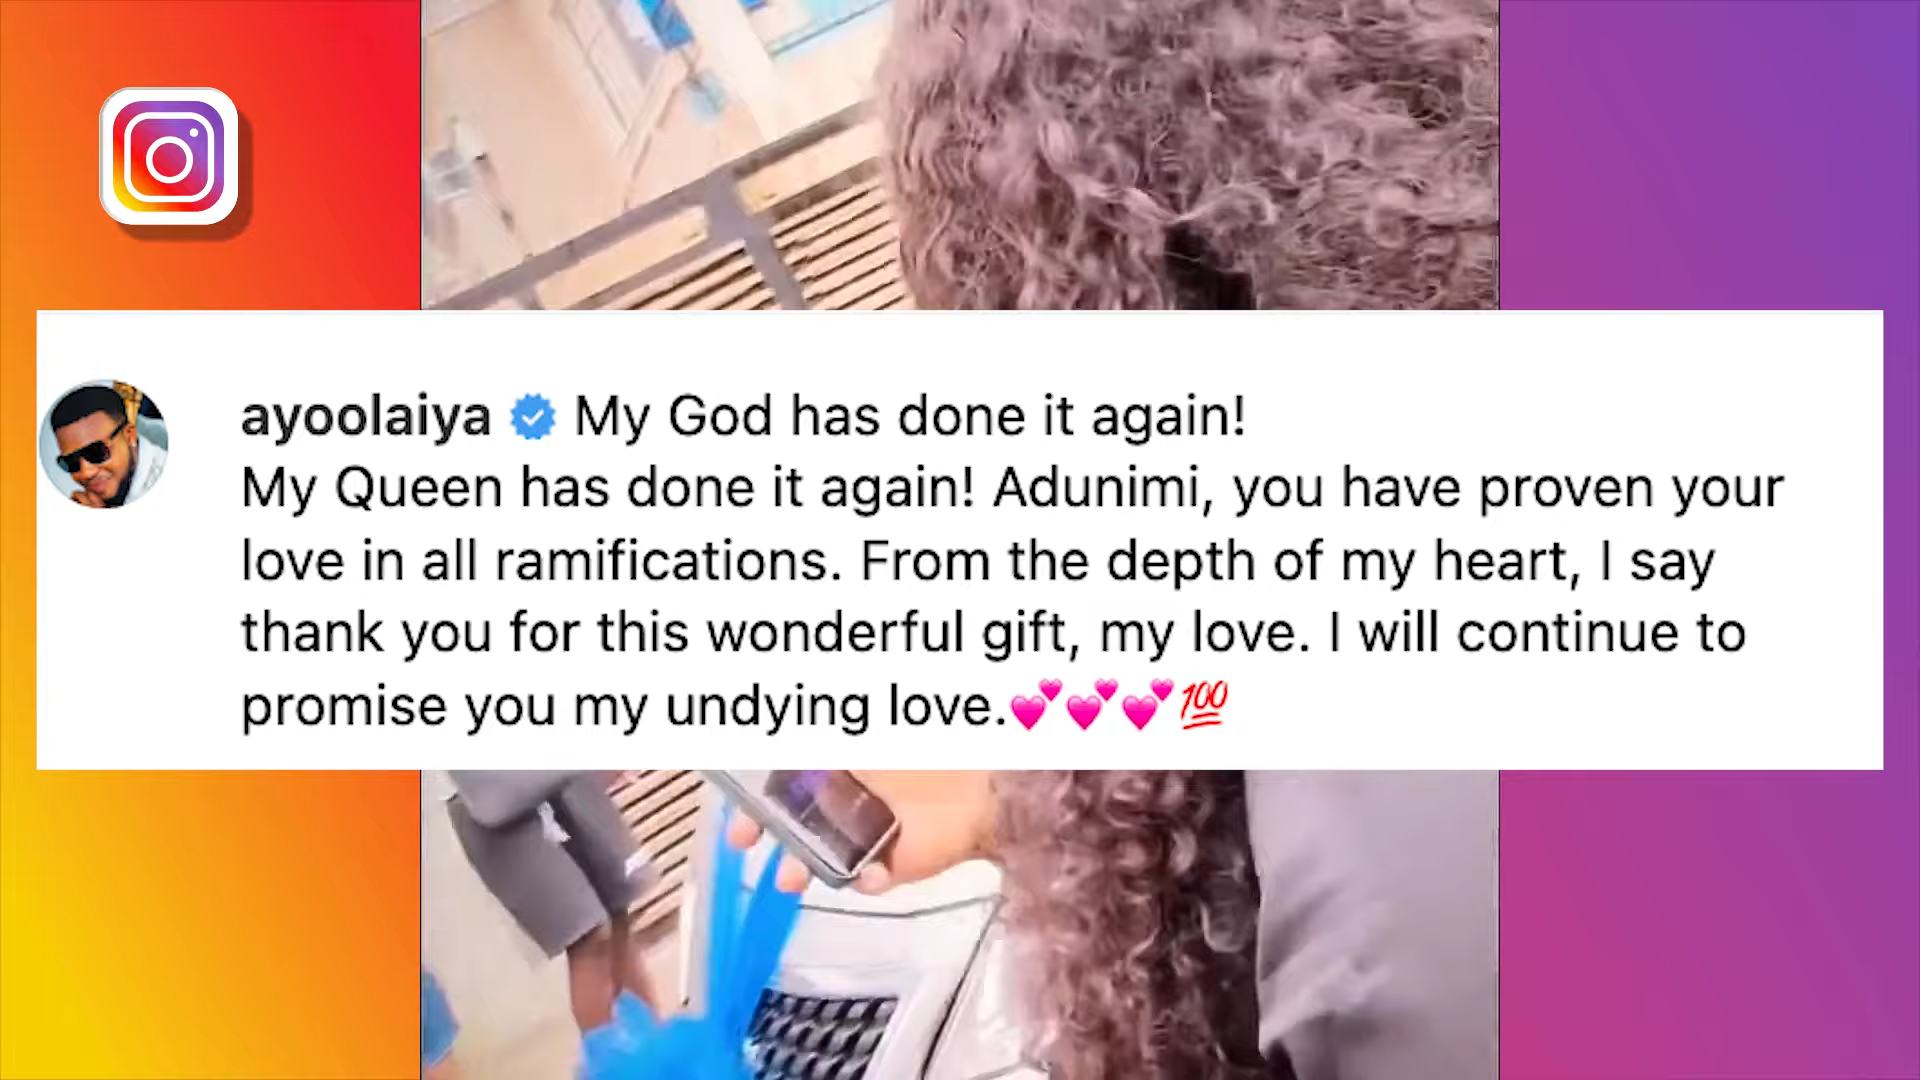 ayoolaiya My God has done it again!
My Queen has done it again! Adunimi, you have proven your
love in all ramifications. From the depth of my heart, I say
thank you for this wonderful gift, my love. I will continue to
promise you my undying love.💕💕💕💯